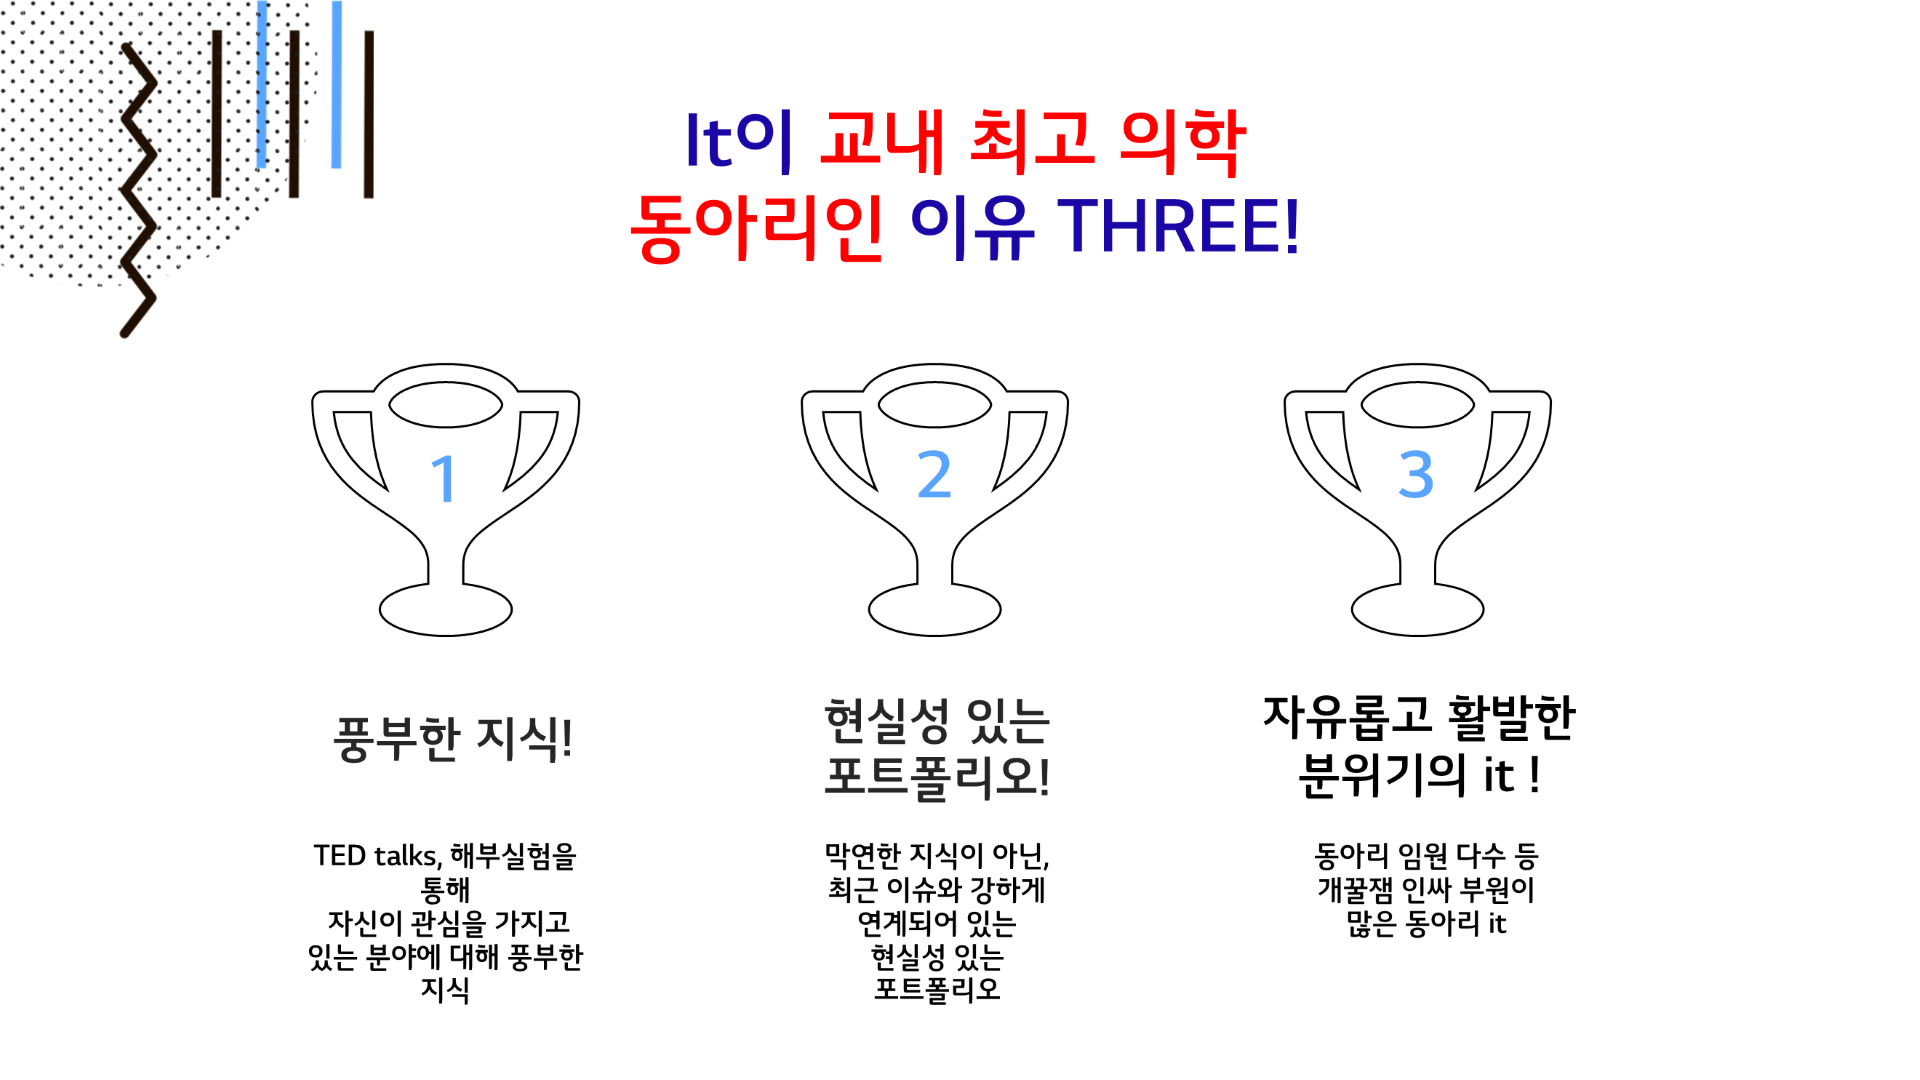 It이 교내 최고 의학
동아리인 이유 THREE!
1
2
3
풍부한 지식!
현실성 있는
포트폴리오!
자유롭고 활발한
분위기의 it !
TED talks, 해부실험을
통해
자신이 관심을 가지고
있는 분야에 대해 풍부한
지식
막연한 지식이 아닌,
최근 이슈와 강하게
연계되어 있는
현실성 있는
포트폴리오
동아리 임원 다수 등
개꿀잼 인싸 부원이
많은 동아리 it